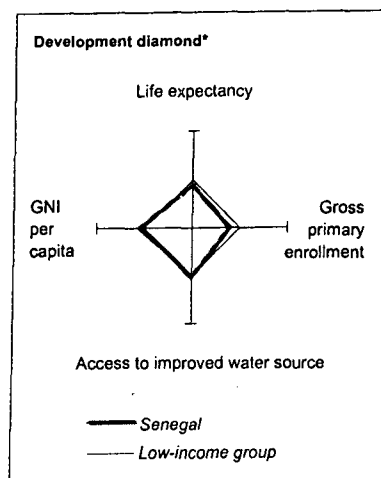 Development diamond*
Life expectancy
GNI
per
capita
Gross
primary
enrollment
Access to improved water source
Senegal
Low-income group